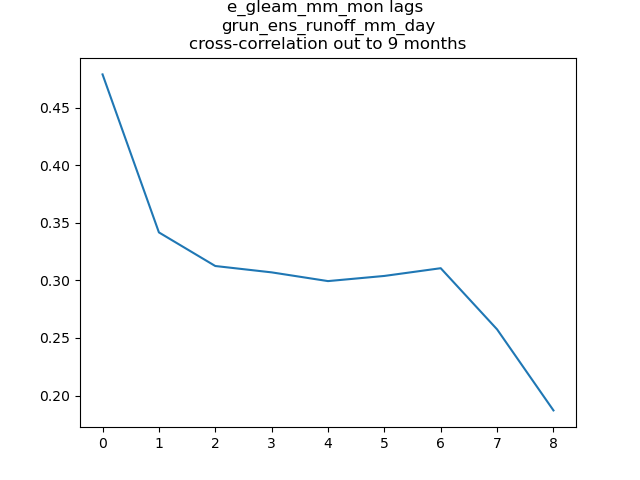 e_gleam_mm_mon lags
grun_ens_runoff_mm_day
cross-correlation out to 9 months
0.45
0.40
0.35
0.30
0.25
0.20
0 1 2 3 4 5 6 7 8